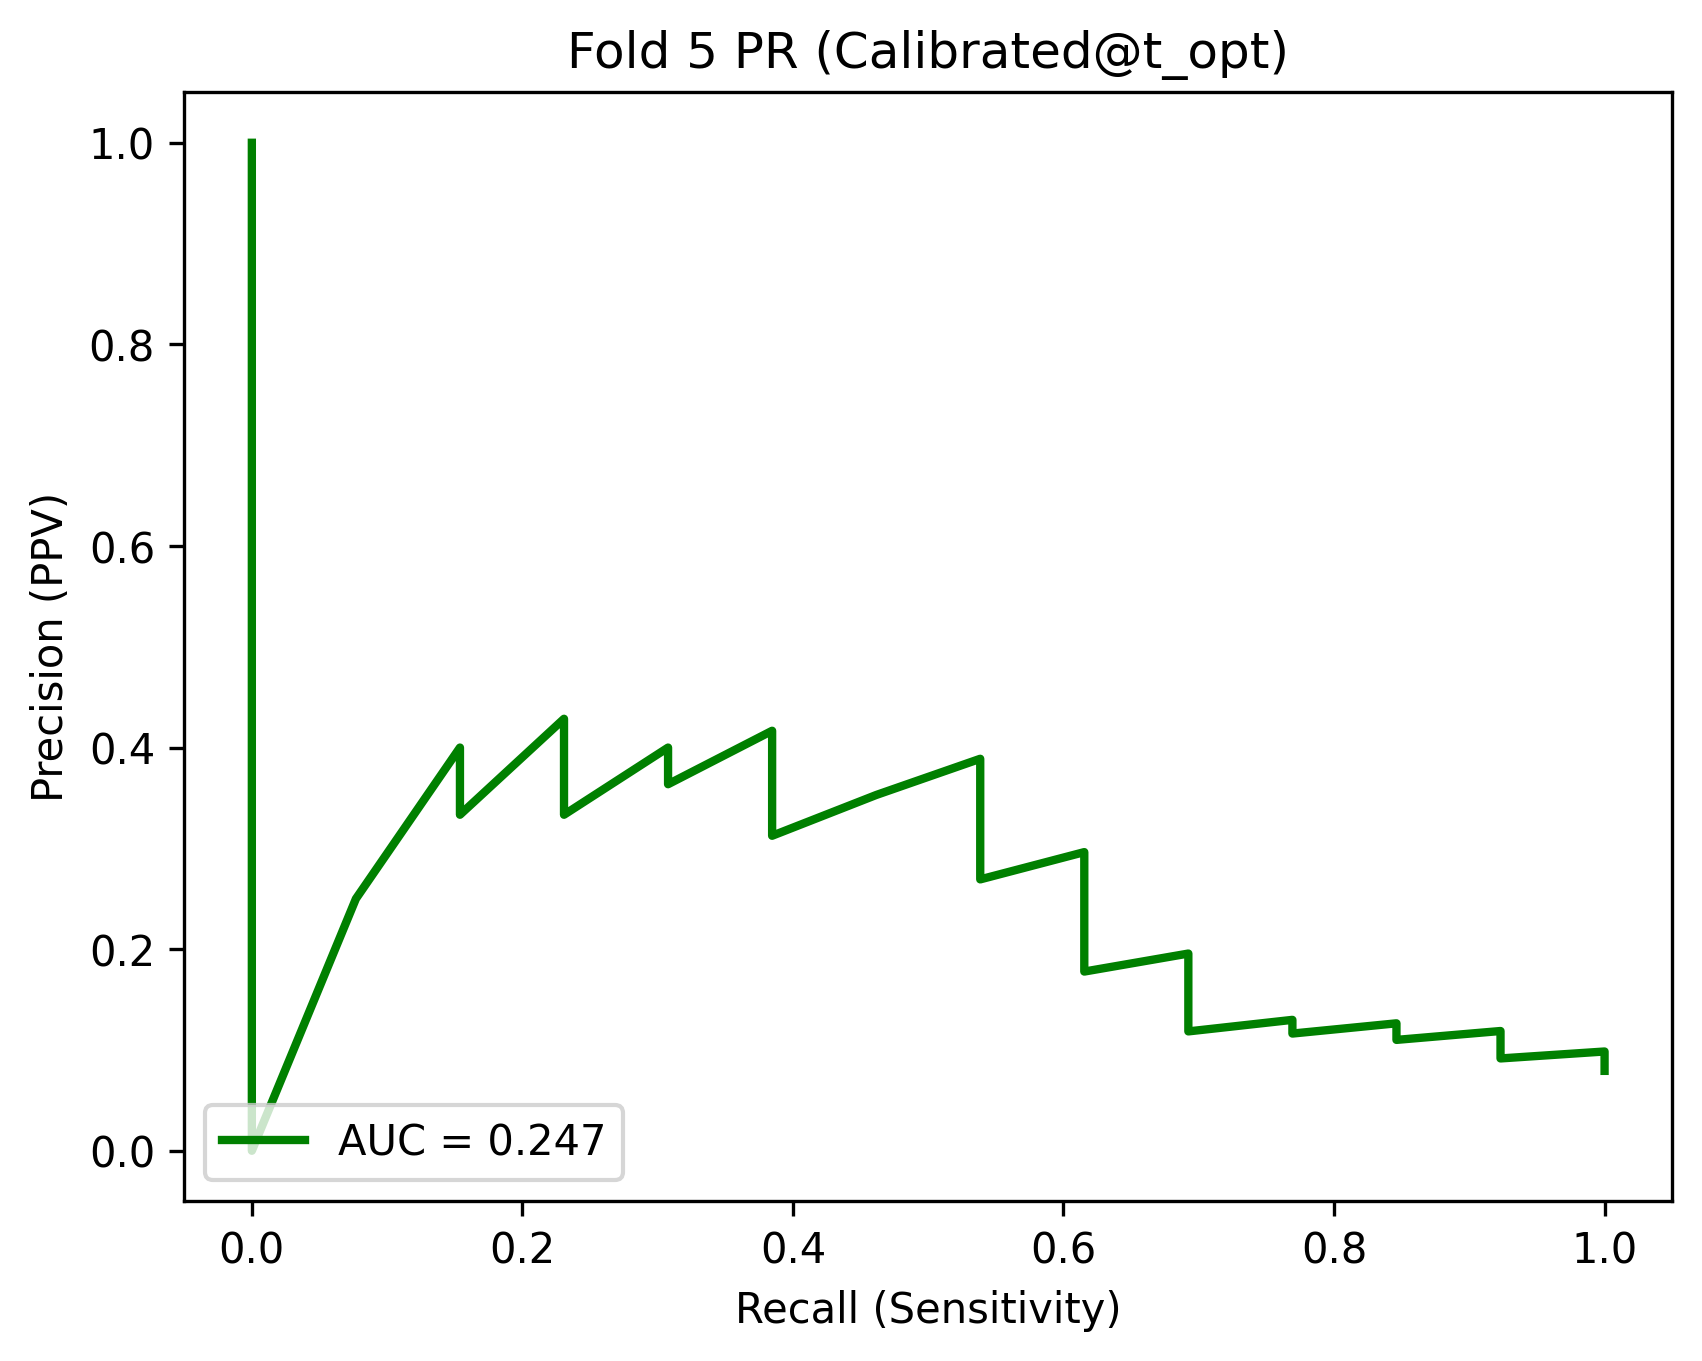 Fold 5 PR (Calibrated@t_opt)
1.0
0.8
0.6
0.4
0.2
0.0
Precision (PPV)
AUC = 0.247
0.0 0.2 0.4 0.6 0.8 1.0
Recall (Sensitivity)